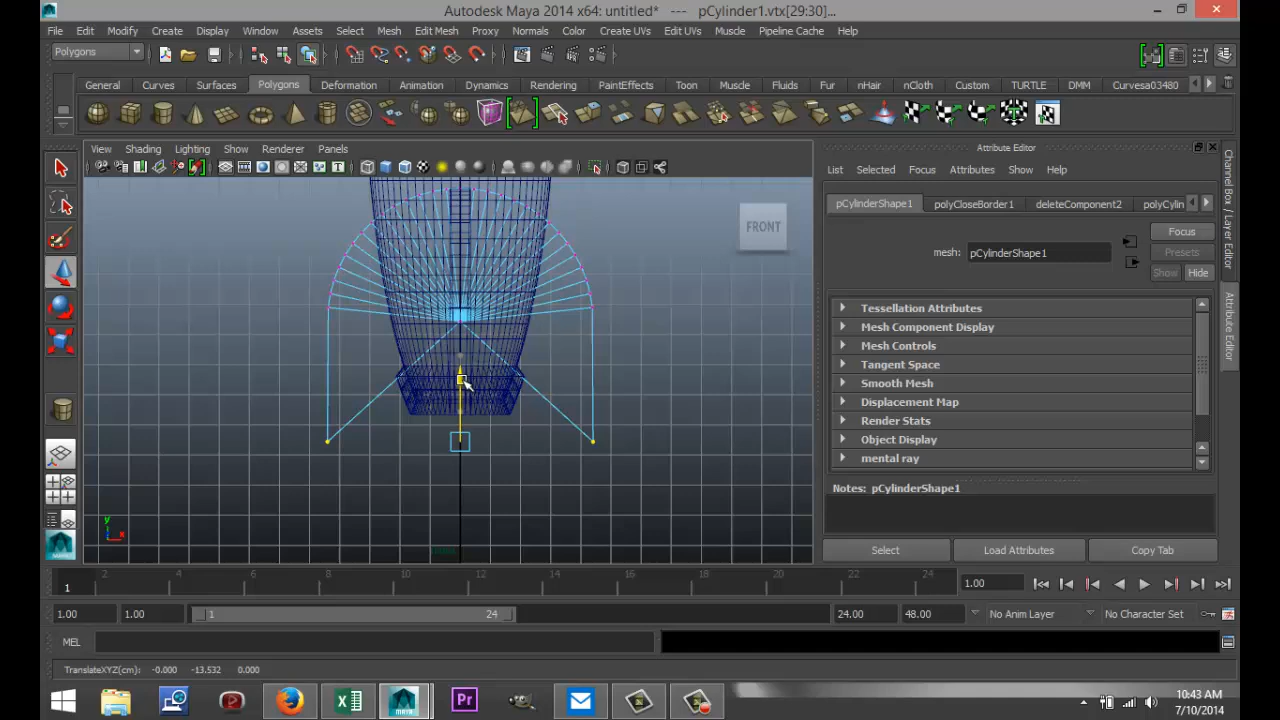 Autodesk Maya 2014 x64: untitled* --- pCylinder1.vtx[29:30]...
File Edit Modify Create Display Window Assets Select Mesh Edit Mesh Proxy Normals Color Create UVs Edit UVs Muscle Pipeline Cache Help
Polygons
General Curves Surfaces Polygons Deformation Animation Dynamics Rendering PaintEffects Toon Muscle Fluids Fur nHair nCloth Custom TURTLE DMM Curvesa03480
View Shading Lighting Show Renderer Panels
Attribute Editor
List Selected Focus Attributes Show Help
pCylinderShape1 polyCloseBorder1 deleteComponent2 polyCylin
Focus
mesh: pCylinderShape1
Presets
Show Hide
FRONT
Tessellation Attributes
Mesh Component Display
Mesh Controls
Tangent Space
Smooth Mesh
Displacement Map
Render Stats
Object Display
mental ray
Notes: pCylinderShape1
Select Load Attributes Copy Tab
Channel Box / Layer Editor
Attribute Editor
y
x
1 2 4 6 8 10 12 14 16 18 20 22 24 1.00
1.00 1.00 1 24 24.00 48.00 No Anim Layer No Character Set
MEL
TranslateXYZ(cm): -0.000 -13.532 0.000
Pr
10:43 AM
7/10/2014